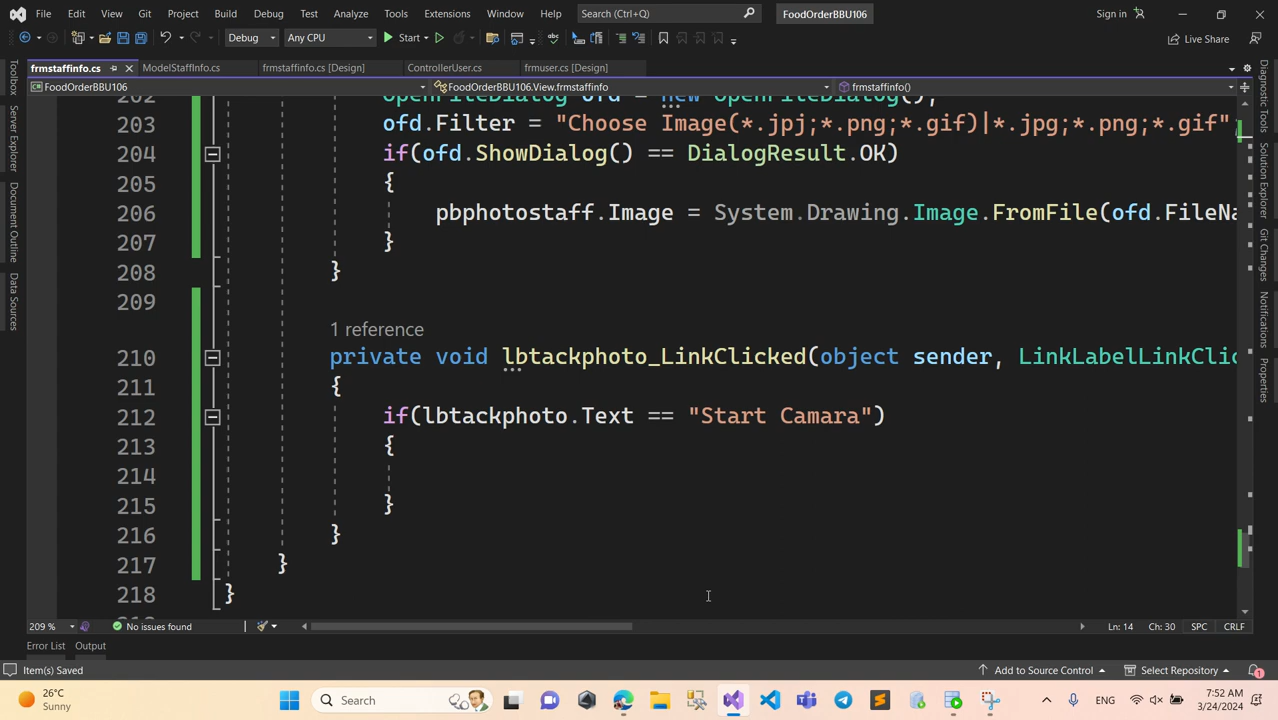 File Edit View Git Project Build Debug Test Analyze Tools Extensions Window Help Search (Ctrl+Q) FoodOrderBBU106 Sign in
Debug Any CPU Start Live Share
frmstaffinfo.cs ModelStaffInfo.cs frmstaffinfo.cs [Design] ControllerUser.cs frmuser.cs [Design]
FoodOrderBBU106 FoodOrderBBU106.View.frmstaffinfo frmstaffinfo()
Toolbox
Server Explorer
Document Outline
Data Sources
202 OpenFileDialog ofd = new OpenFileDialog();
203 ofd.Filter = "Choose Image(*.jpj;*.png;*.gif)|*.jpg;*.png;*.gif"
204 if(ofd.ShowDialog() == DialogResult.OK)
205 {
206 pbphotostaff.Image = System.Drawing.Image.FromFile(ofd.FileNa
207 }
208 }
209
1 reference
210 private void lbtackphoto_LinkClicked(object sender, LinkLabelLinkClic
211 {
212 if(lbtackphoto.Text == "Start Camara")
213 {
214
215 }
216 }
217 }
218 }
Diagnostic Tools
Solution Explorer
Git Changes
Notifications
Properties
209 % No issues found Ln: 14 Ch: 30 SPC CRLF
Error List Output
Item(s) Saved Add to Source Control Select Repository 1
26°C
Sunny
Search
ENG
7:52 AM
3/24/2024